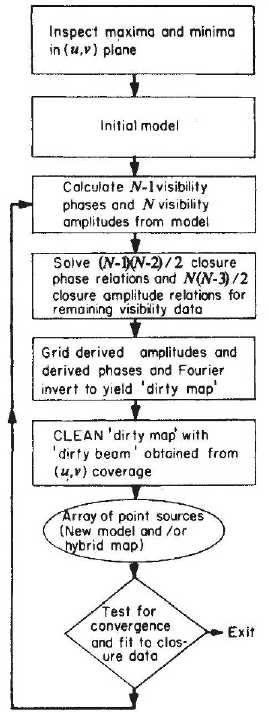 Inspect maxima and minima
in (u,v) plane
Initial model
Calculate N-1 visibility
phases and N visibility
amplitudes from model
Solve (N-1)(N-2)/2 closure
phase relations and N(N-3)/2
closure amplitude relations for
remaining visibility data
Grid derived amplitudes and
derived phases and Fourier
invert to yield 'dirty map'
CLEAN 'dirty map' with
'dirty beam' obtained from
(u,v) coverage
Array of point sources
(New model and /or
hybrid map)
Test for
convergence
and fit to clos-
ure data
Exit